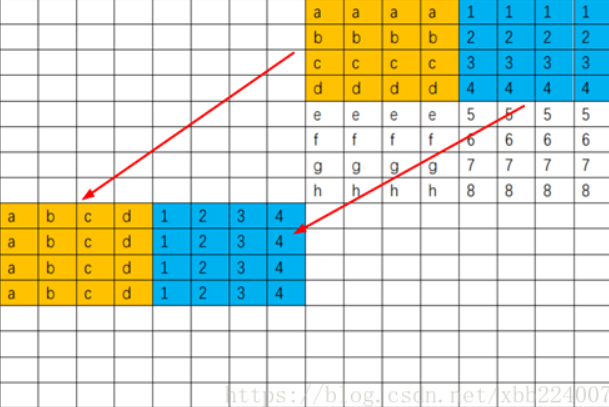 a a a a 1 1 1 1
b b b b 2 2 2 2
c c c c 3 3 3 3
d d d d 4 4 4 4
e e e e 5 5 5 5
f f f f 6 6 6 6
g g g g 7 7 7 7
h h h h 8 8 8 8
a b c d 1 2 3 4
a b c d 1 2 3 4
a b c d 1 2 3 4
a b c d 1 2 3 4
https://blog.csdn.net/xbb224007